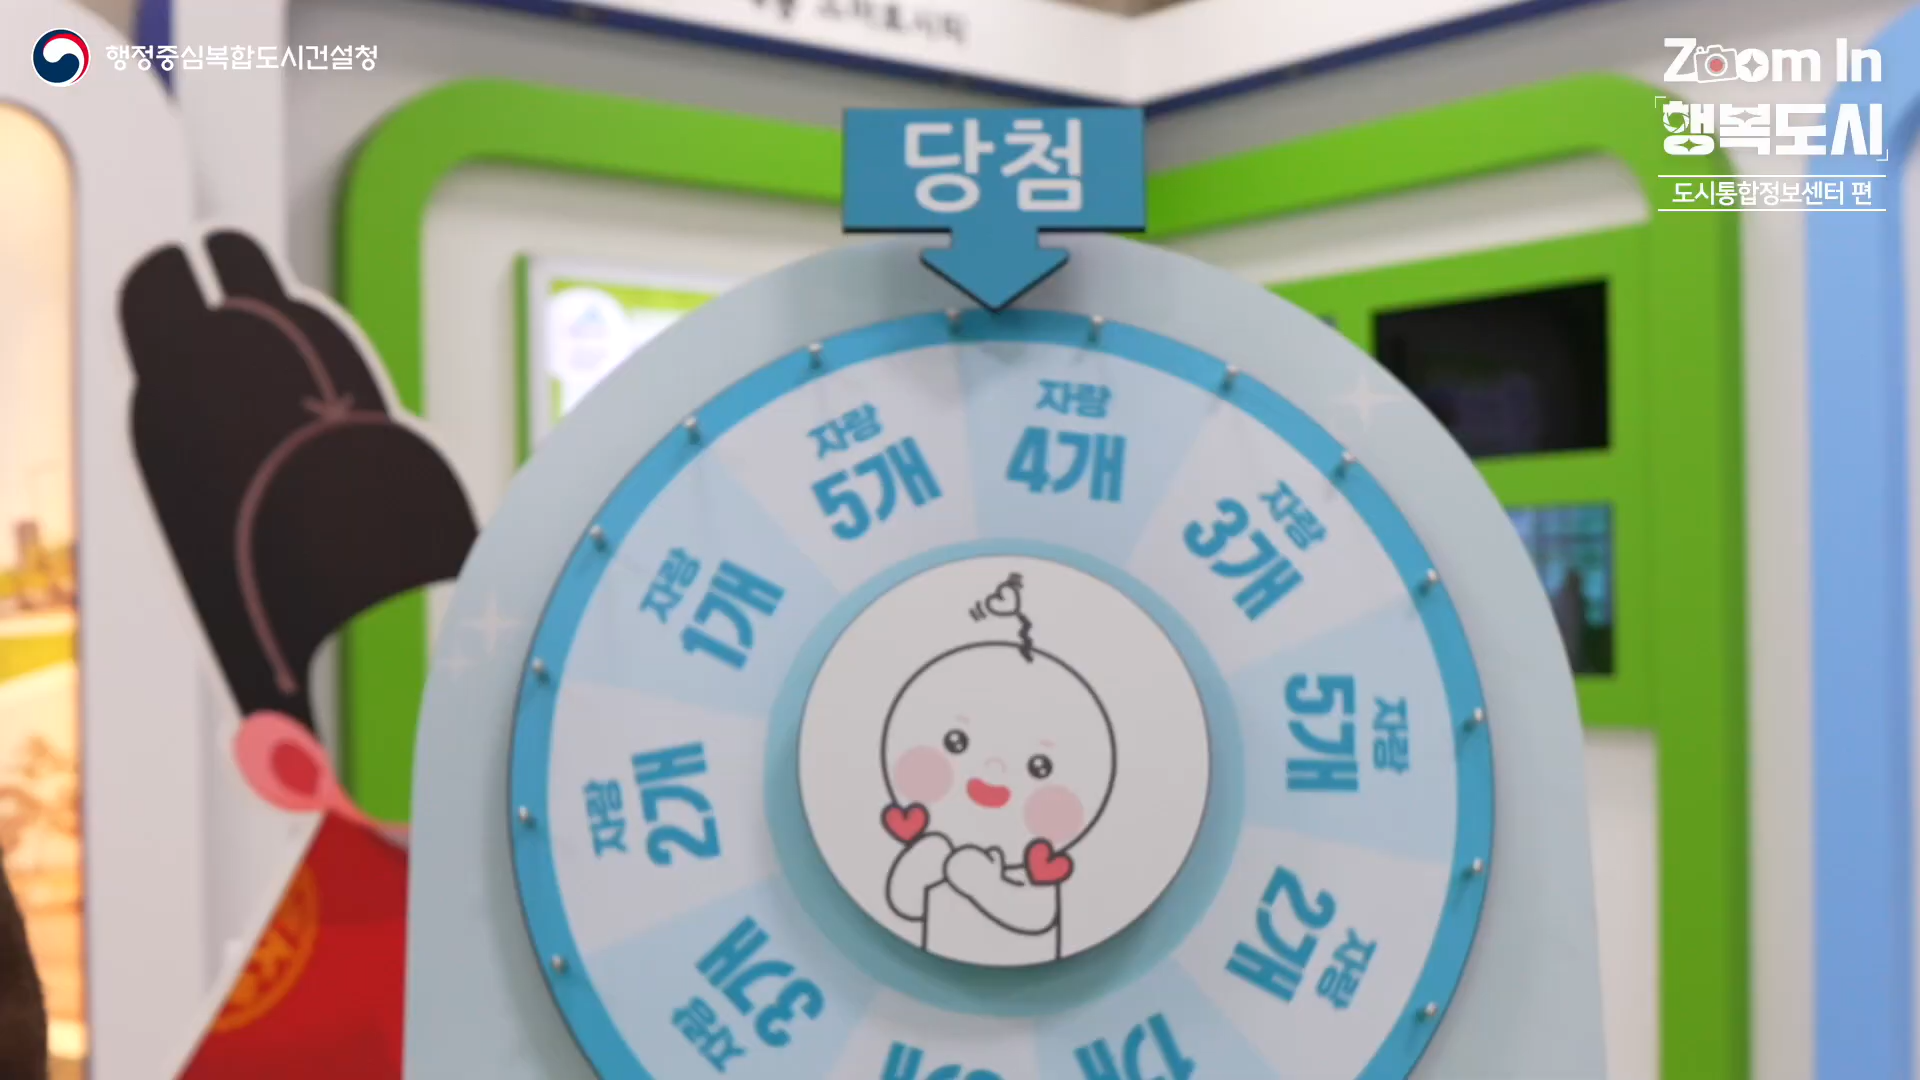 행정중심복합도시건설청
Zoom In
행복도시
도시통합정보센터 편
당첨
자랑
4개
자랑
3개
자랑
5개
자랑
2개
자랑
5개
자랑
1개
자랑
2개
자랑
3개